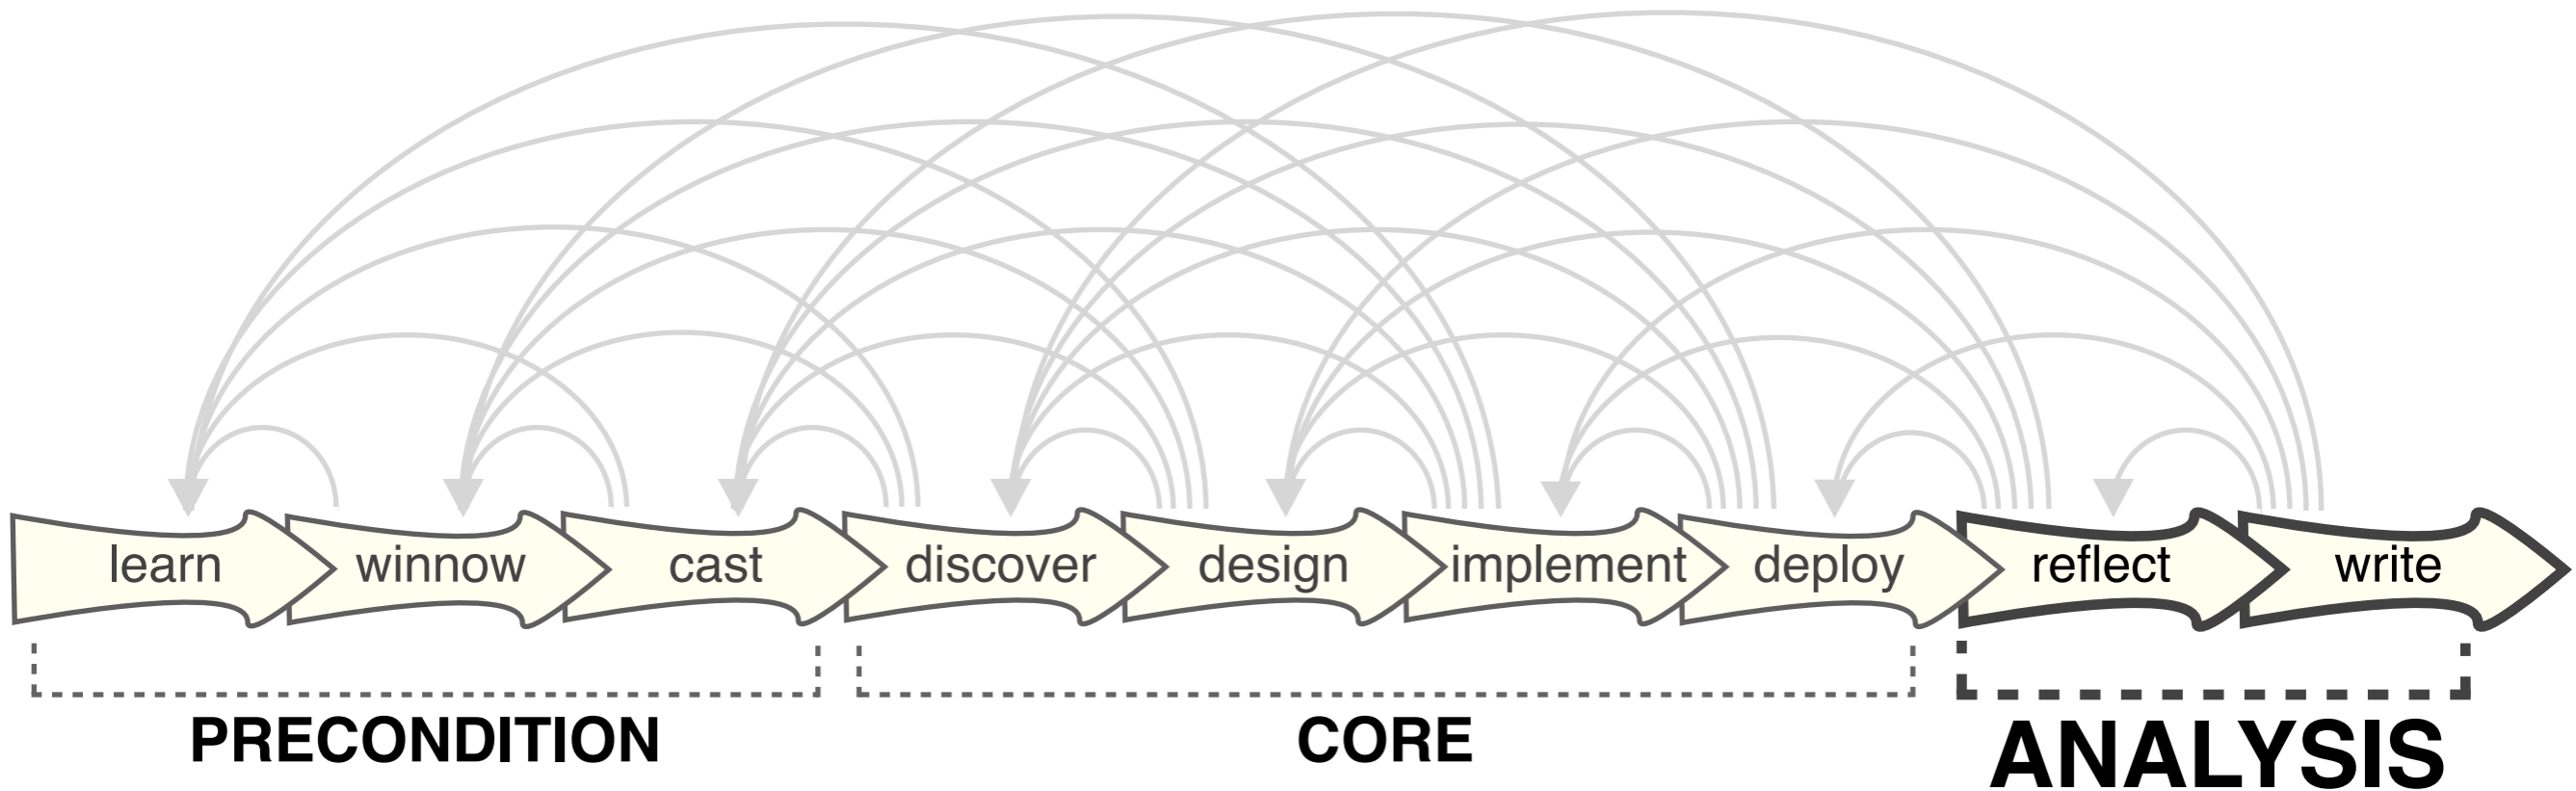 learn winnow cast discover design implement deploy reflect write
PRECONDITION CORE ANALYSIS